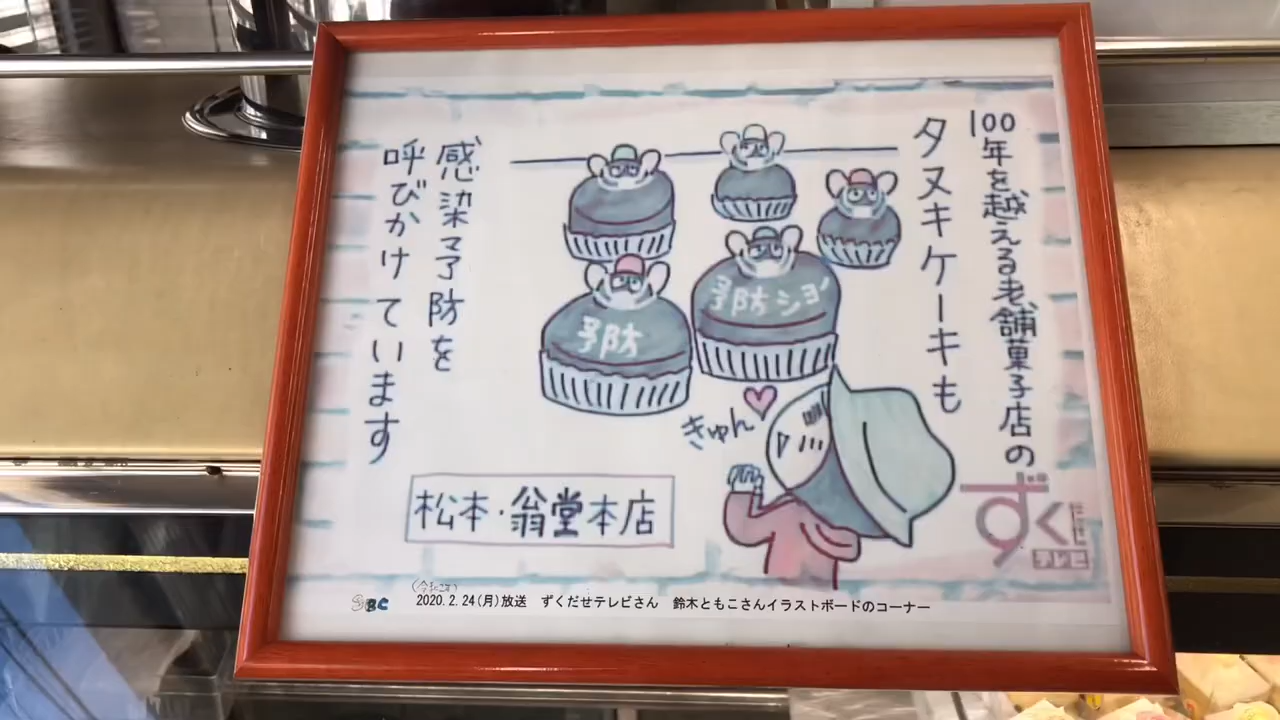 100年を越える老舗菓子店の
タヌキケーキも
予防
予防ショ
きゅん
感染予防を
呼びかけています
松本・翁堂本店
ずくだせテレビ
SBC
(令和2年)
2020.2.24(月)放送 ずくだせテレビさん 鈴木ともこさんイラストボードのコーナー